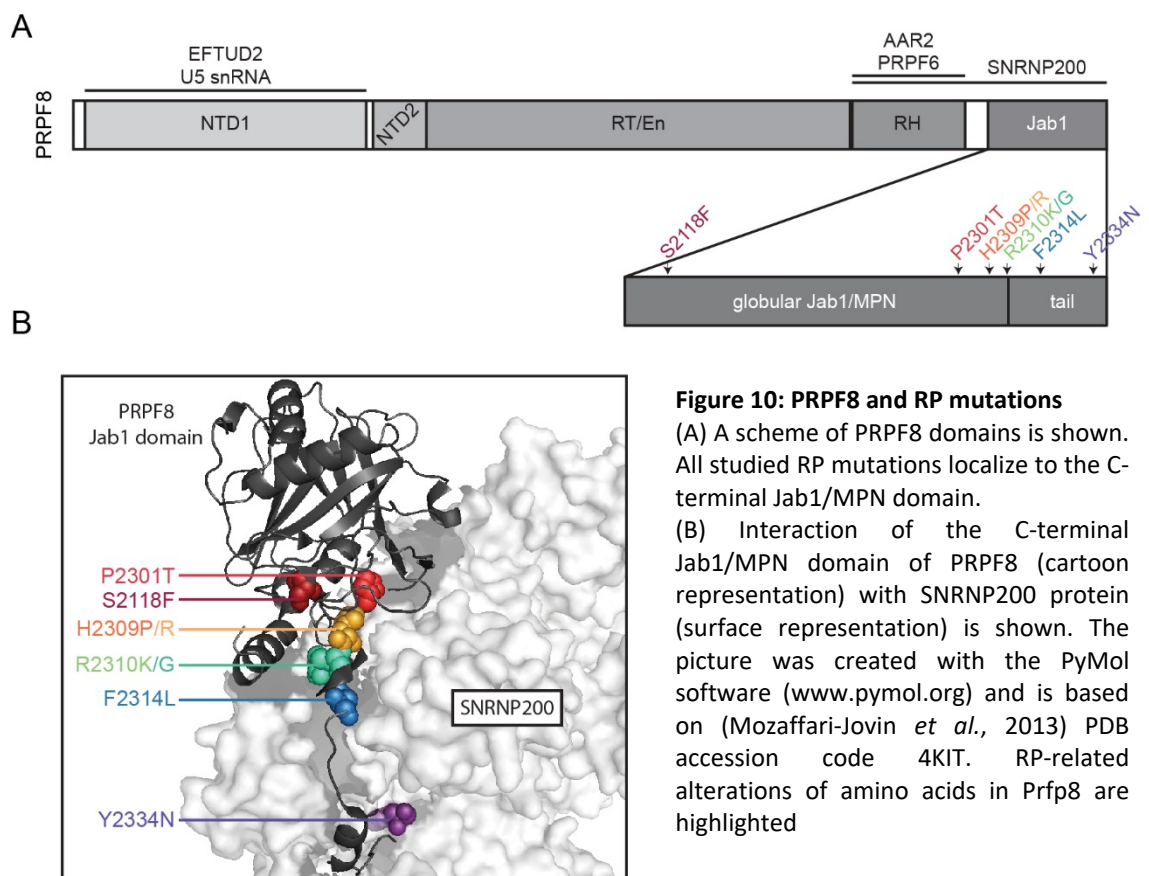 A
EFTUD2
U5 snRNA
AAR2
PRPF6
SNRNP200
PRPF8
NTD1
NTD2
RT/En
RH
Jab1
S2118F
P2301T
H2309P/R
R2310K/G
F2314L
Y2334N
globular Jab1/MPN
tail
B
PRPF8
Jab1 domain
P2301T
S2118F
H2309P/R
R2310K/G
F2314L
SNRNP200
Y2334N
Figure 10: PRPF8 and RP mutations
(A) A scheme of PRPF8 domains is shown.
All studied RP mutations localize to the C-
terminal Jab1/MPN domain.
(B) Interaction of the C-terminal
Jab1/MPN domain of PRPF8 (cartoon
representation) with SNRNP200 protein
(surface representation) is shown. The
picture was created with the PyMol
software (www.pymol.org) and is based
on (Mozaffari-Jovin et al., 2013) PDB
accession code 4KIT. RP-related
alterations of amino acids in Prfp8 are
highlighted